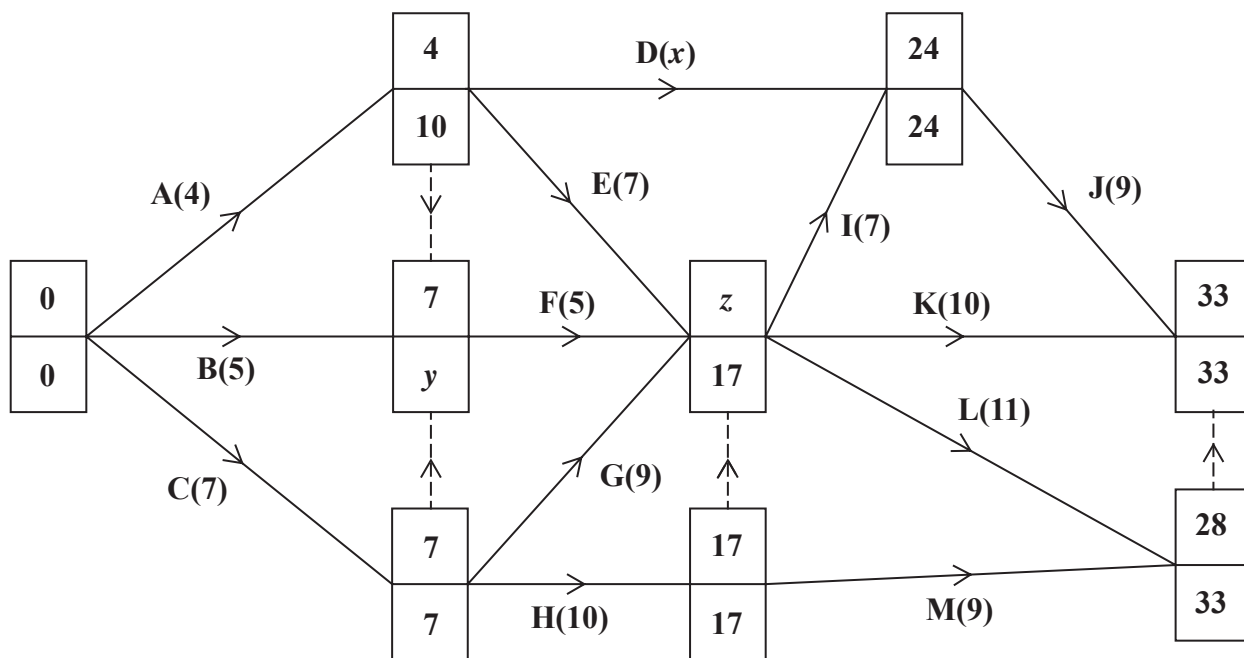 4
D(x)
24
10
24
A(4)
E(7)
I(7)
J(9)
0
7
F(5)
z
K(10)
33
0
B(5)
y
17
33
C(7)
G(9)
L(11)
7
17
28
7
H(10)
17
M(9)
33